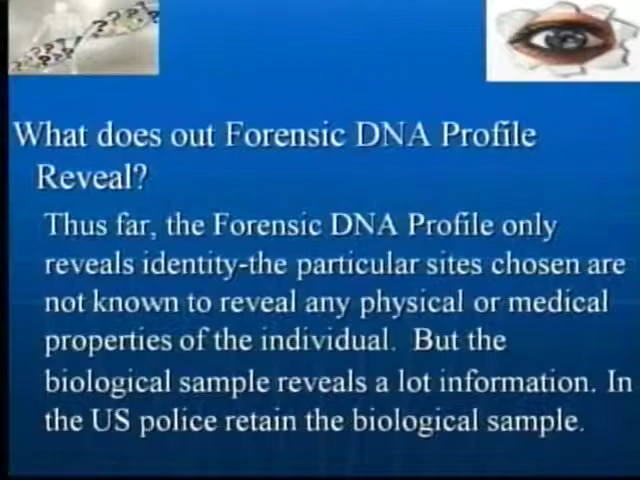 What does out Forensic DNA Profile
Reveal?
Thus far, the Forensic DNA Profile only
reveals identity-the particular sites chosen are
not known to reveal any physical or medical
properties of the individual. But the
biological sample reveals a lot information. In
the US police retain the biological sample.